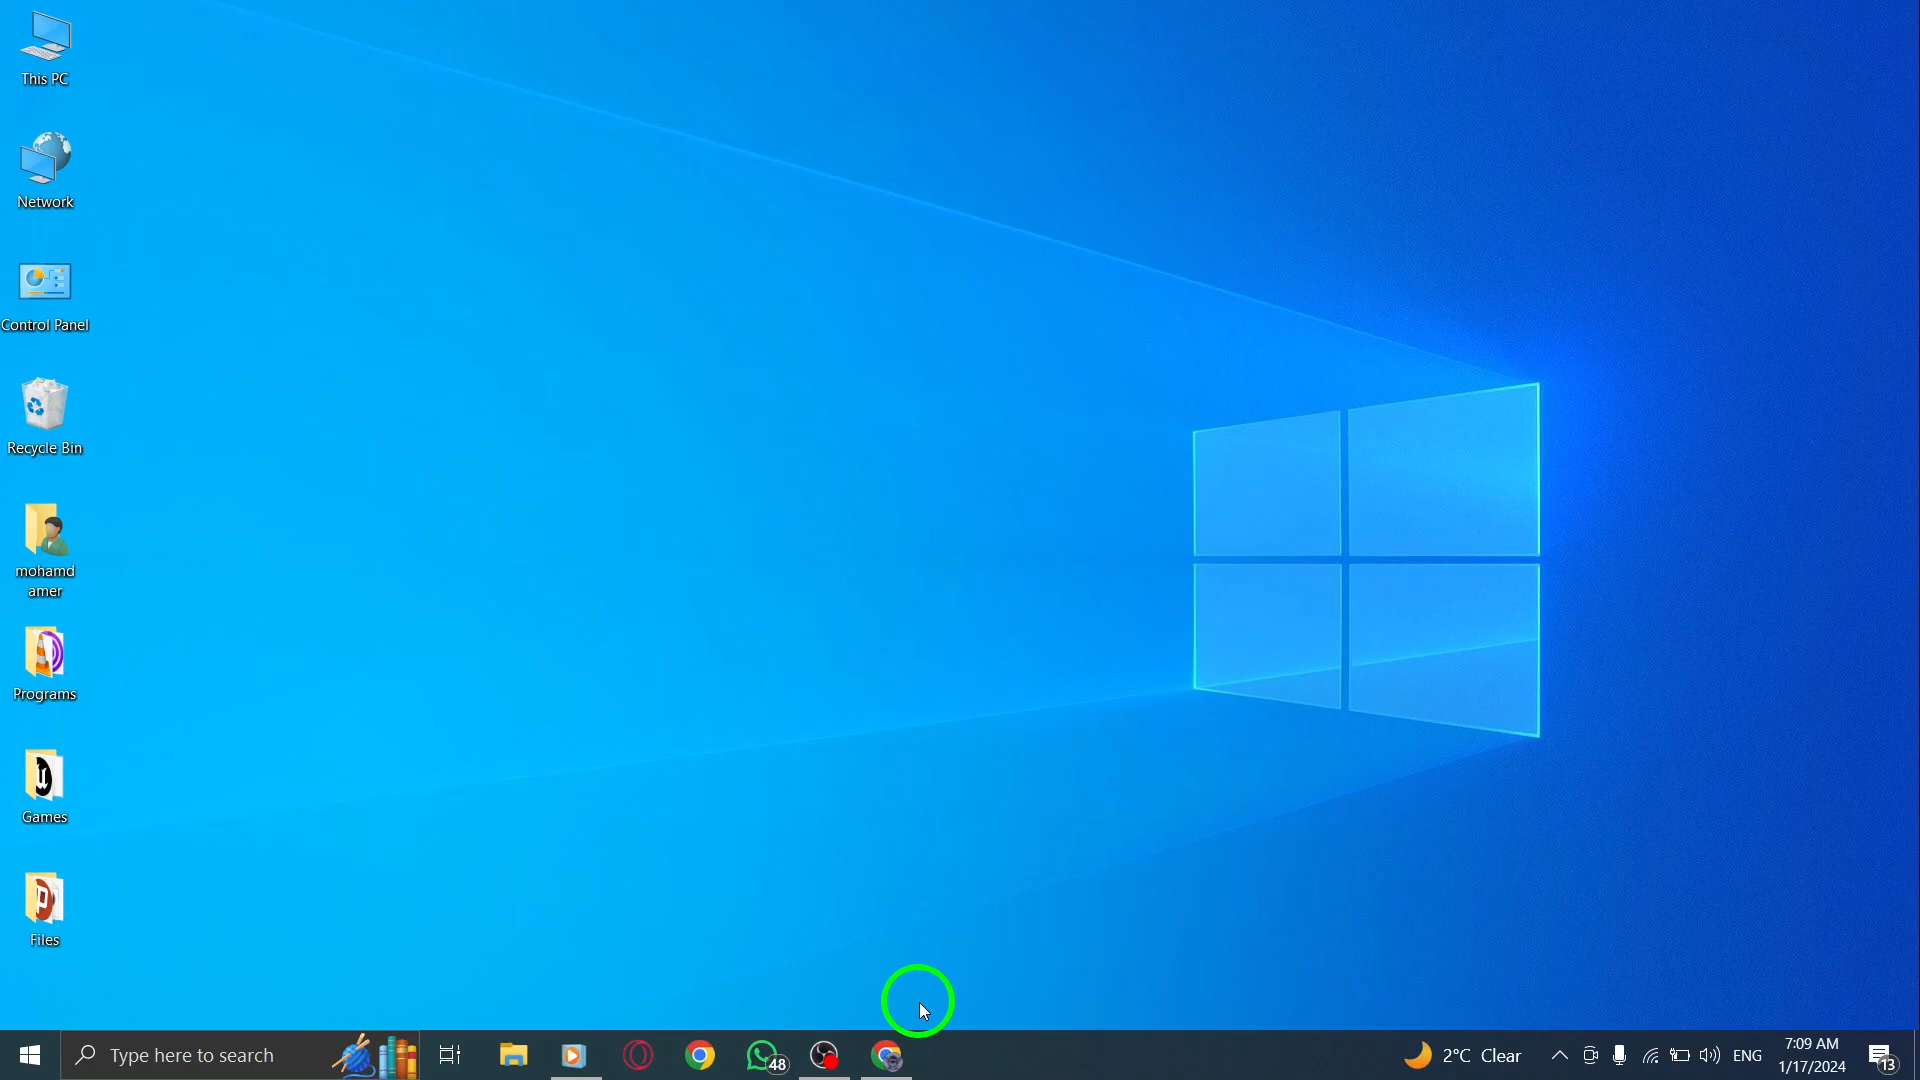 This PC
Network
Control Panel
Recycle Bin
mohamd
amer
Programs
Games
Files
Type here to search
48
2°C Clear
ENG
7:09 AM
1/17/2024
13